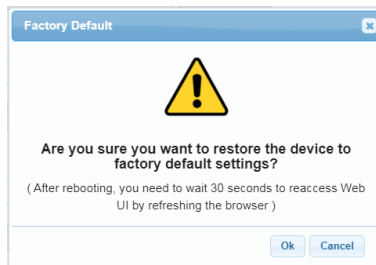 Factory Default
Are you sure you want to restore the device to
factory default settings?
( After rebooting, you need to wait 30 seconds to reaccess Web
UI by refreshing the browser )
Ok Cancel